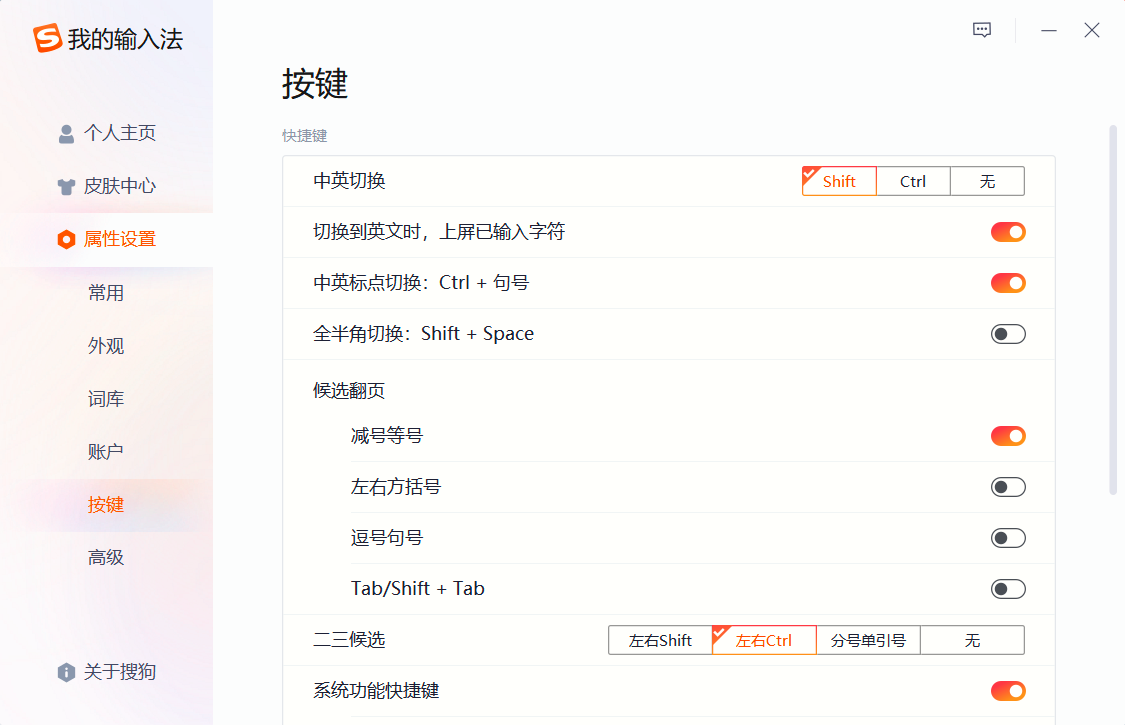 我的输入法
个人主页
皮肤中心
属性设置
常用
外观
词库
账户
按键
高级
关于搜狗
按键
快捷键
中英切换 Shift Ctrl 无
切换到英文时，上屏已输入字符
中英标点切换：Ctrl + 句号
全半角切换：Shift + Space
候选翻页
减号等号
左右方括号
逗号句号
Tab/Shift + Tab
二三候选 左右Shift 左右Ctrl 分号单引号 无
系统功能快捷键